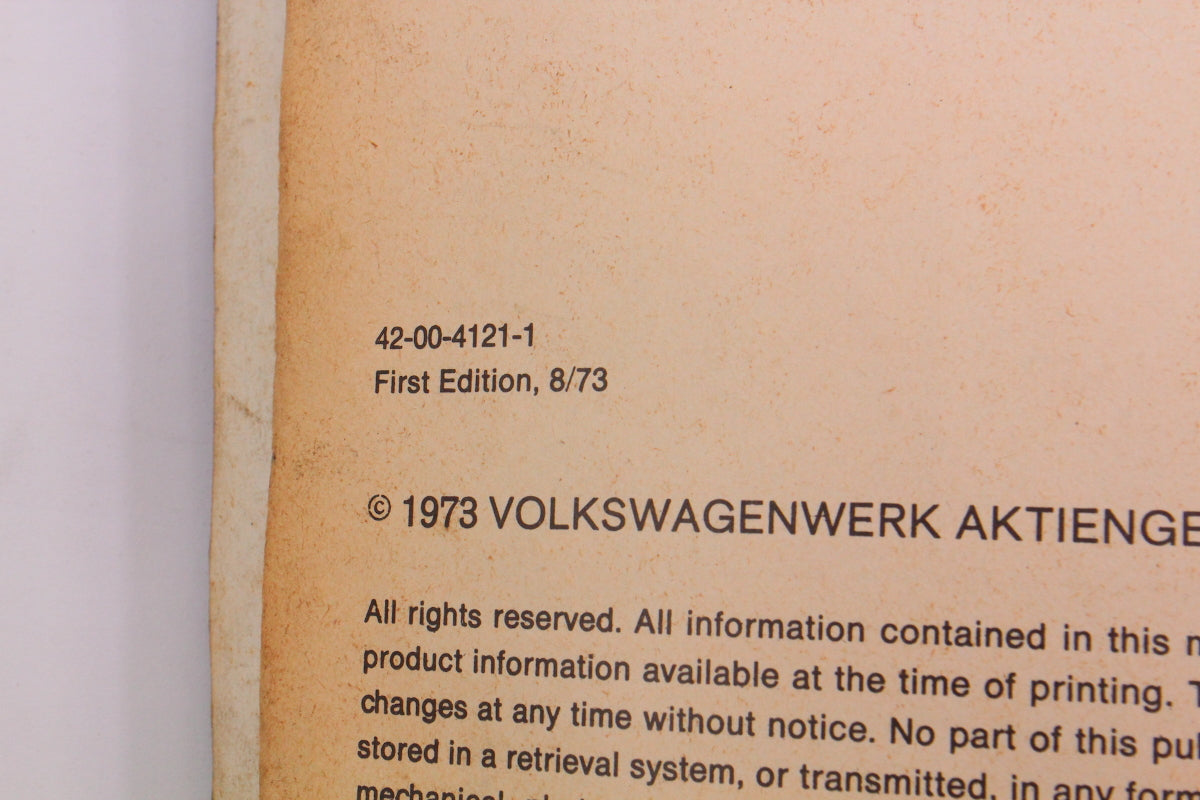 42-00-4121-1
First Edition, 8/73
© 1973 VOLKSWAGENWERK AKTIENGE
All rights reserved. All information contained in this
product information available at the time of printing.
changes at any time without notice. No part of this
stored in a retrieval system, or transmitted, in any form